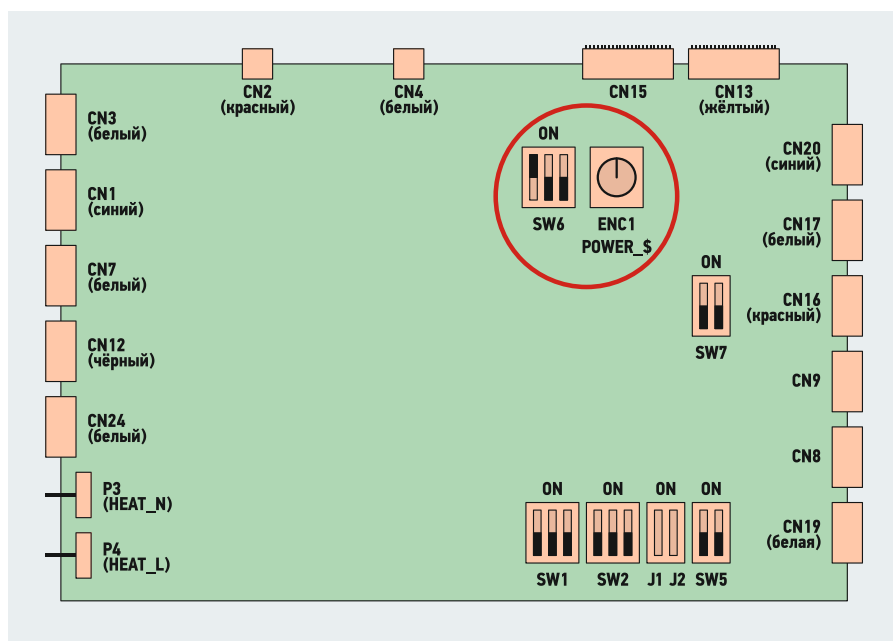 CN2
(красный)
CN4
(белый)
CN15
CN13
(жёлтый)
CN3
(белый)
CN1
(синий)
CN7
(белый)
CN12
(чёрный)
CN24
(белый)
P3
(HEAT_N)
P4
(HEAT_L)
ON
SW6
ENC1
POWER_$
ON
SW7
CN20
(синий)
CN17
(белый)
CN16
(красный)
CN9
CN8
CN19
(белая)
ON ON ON ON
SW1 SW2 J1 J2 SW5